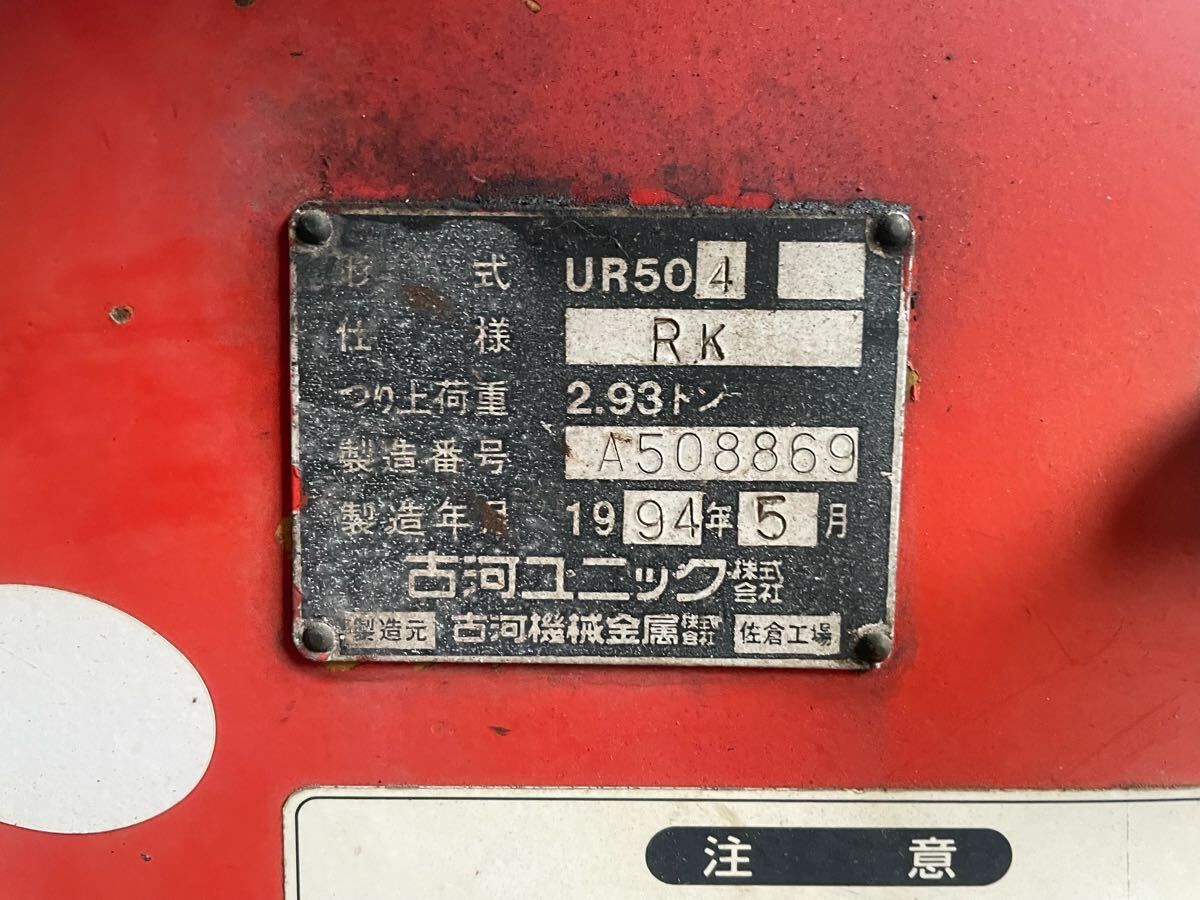 形式 UR504
仕様 RK
つり上荷重 2.93トン
製造番号 A508869
製造年月 1994年5月
古河ユニック株式会社
製造元 古河機械金属株式会社 佐倉工場
注意